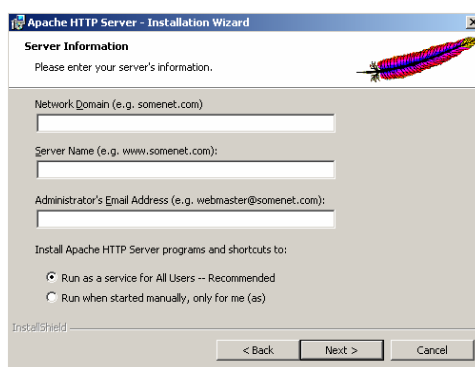 Apache HTTP Server - Installation Wizard
Server Information
Please enter your server's information.
Network Domain (e.g. somenet.com)
Server Name (e.g. www.somenet.com):
Administrator's Email Address (e.g. webmaster@somenet.com):
Install Apache HTTP Server programs and shortcuts to:
Run as a service for All Users -- Recommended
Run when started manually, only for me (as)
InstallShield
< Back
Next >
Cancel